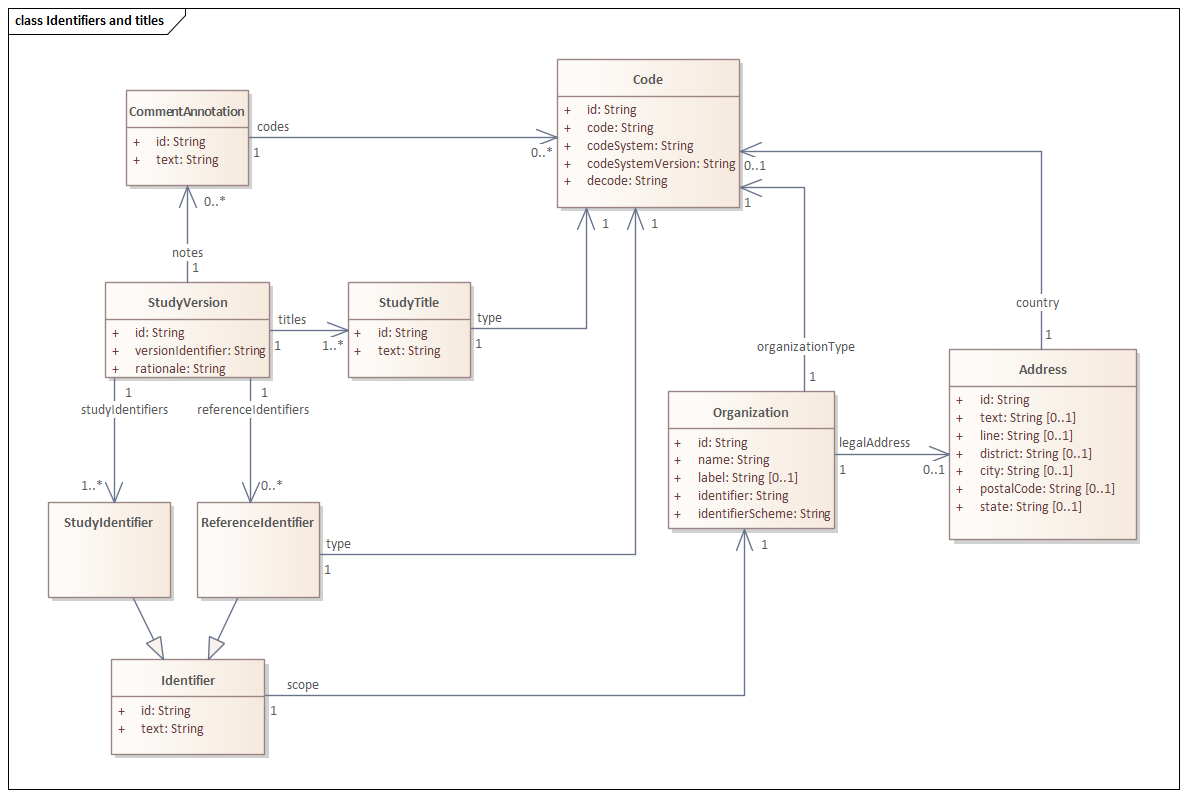 class Identifiers and titles
Code
+ id: String
+ code: String
+ codeSystem: String
+ codeSystemVersion: String
+ decode: String
CommentAnnotation
+ id: String
+ text: String
codes
1
0..*
0..1
1
0..*
notes
1
1
1
StudyVersion
+ id: String
+ versionIdentifier: String
+ rationale: String
titles
1
1..*
StudyTitle
+ id: String
+ text: String
type
1
country
1
organizationType
1
Address
+ id: String
+ text: String [0..1]
+ line: String [0..1]
+ district: String [0..1]
+ city: String [0..1]
+ postalCode: String [0..1]
+ state: String [0..1]
1
studyIdentifiers
1
referenceIdentifiers
Organization
+ id: String
+ name: String
+ label: String [0..1]
+ identifier: String
+ identifierScheme: String
legalAddress
1
0..1
1..*
0..*
StudyIdentifier
ReferenceIdentifier
type
1
1
Identifier
+ id: String
+ text: String
scope
1